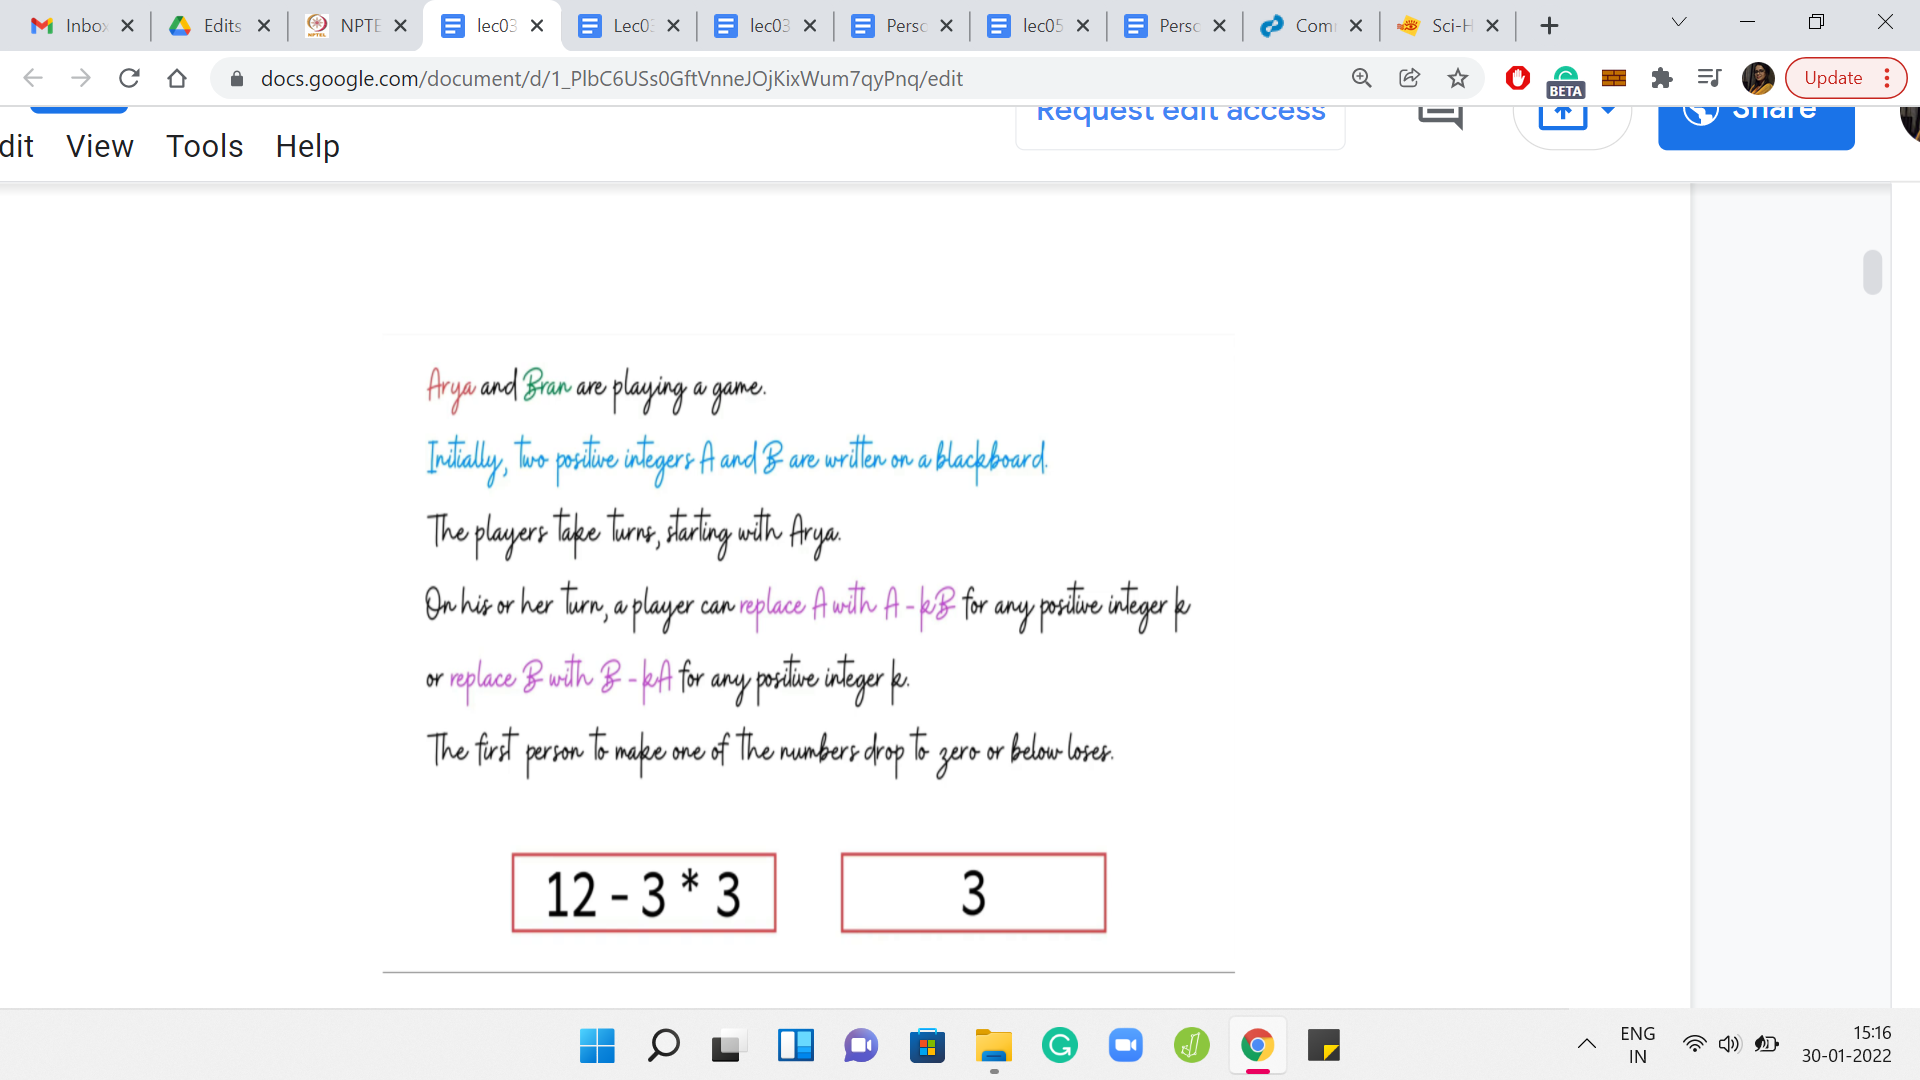 Inbox
Edits
NPTE
lec03
Lec03
lec03
Perso
lec05
Perso
Com
Sci-H
docs.google.com/document/d/1_PlbC6USs0GftVnneJOjKixWum7qyPnq/edit
BETA
Update
Request edit access
Share
dit View Tools Help
Arya and Bran are playing a game.
Initially, two positive integers A and B are written on a blackboard.
The players take turns, starting with Arya.
On his or her turn, a player can replace A with A - kB for any positive integer k
or replace B with B - kA for any positive integer k.
The first person to make one of the numbers drop to zero or below loses.
12 - 3 * 3
3
ENG
IN
15:16
30-01-2022